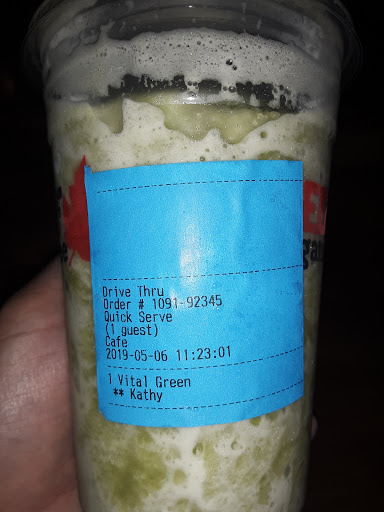 Drive Thru
Order # 1091-92345
Quick Serve
(1 guest)
Cafe
2019-05-06 11:23:01
1 Vital Green
** Kathy